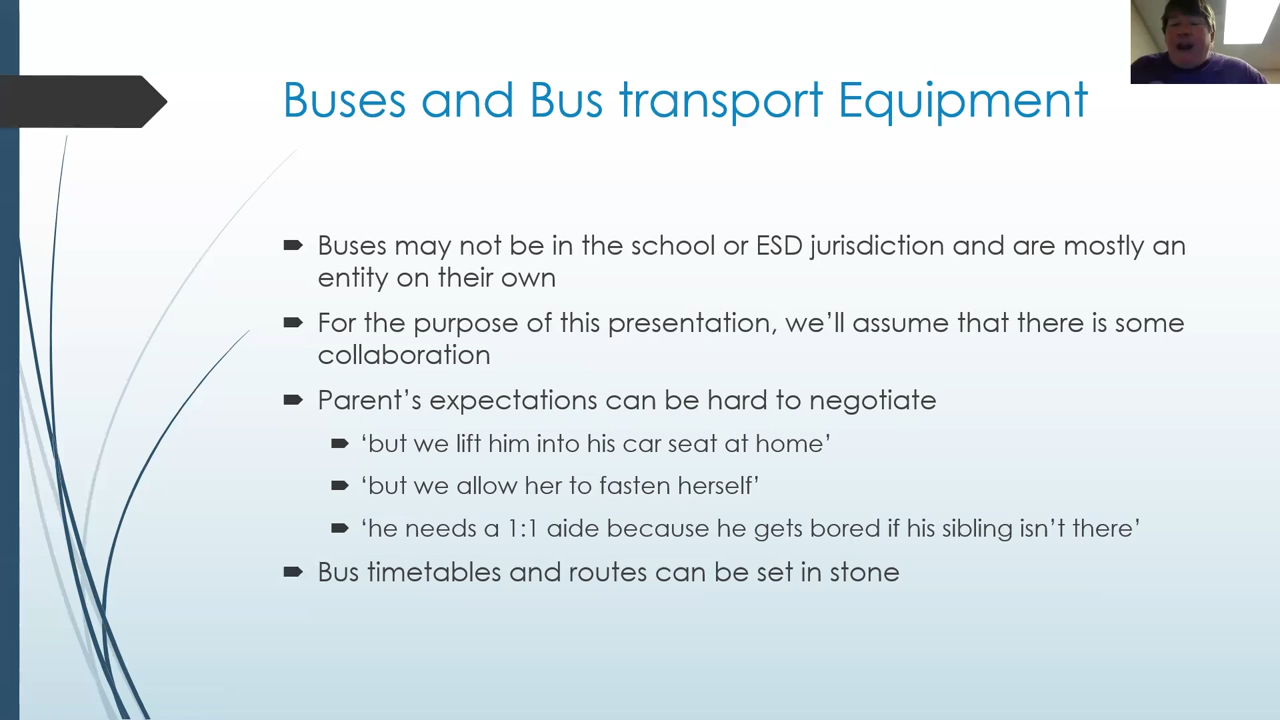 Buses and Bus transport Equipment
Buses may not be in the school or ESD jurisdiction and are mostly an
entity on their own
For the purpose of this presentation, we’ll assume that there is some
collaboration
Parent’s expectations can be hard to negotiate
‘but we lift him into his car seat at home’
‘but we allow her to fasten herself’
‘he needs a 1:1 aide because he gets bored if his sibling isn’t there’
Bus timetables and routes can be set in stone